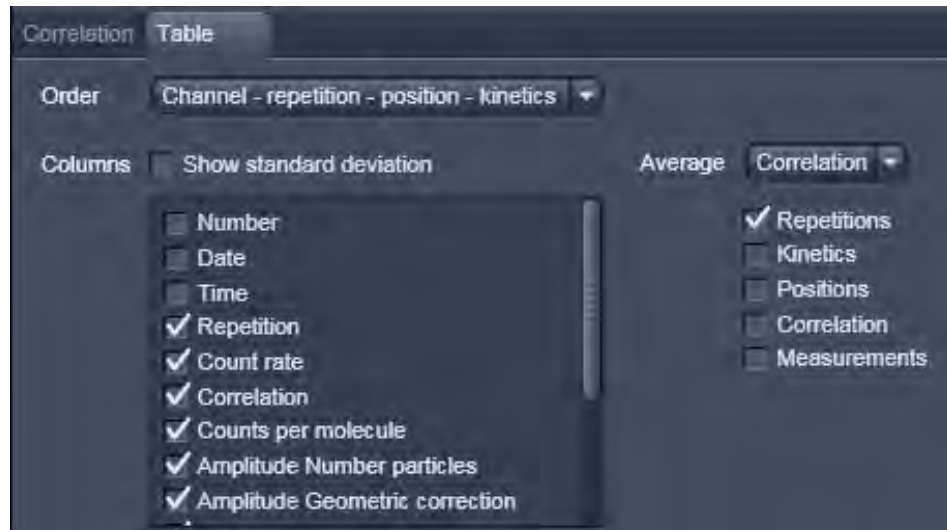 Correlation Table
Order Channel - repetition - position - kinetics
Columns Show standard deviation
Number
Date
Time
Repetition
Count rate
Correlation
Counts per molecule
Amplitude Number particles
Amplitude Geometric correction
Average Correlation
Repetitions
Kinetics
Positions
Correlation
Measurements